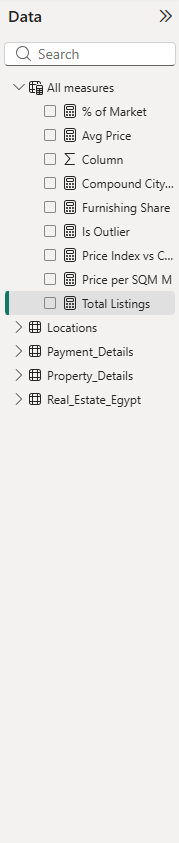 Data
Search
All measures
% of Market
Avg Price
Column
Compound City...
Furnishing Share
Is Outlier
Price Index vs C...
Price per SQM M
Total Listings
Locations
Payment_Details
Property_Details
Real_Estate_Egypt